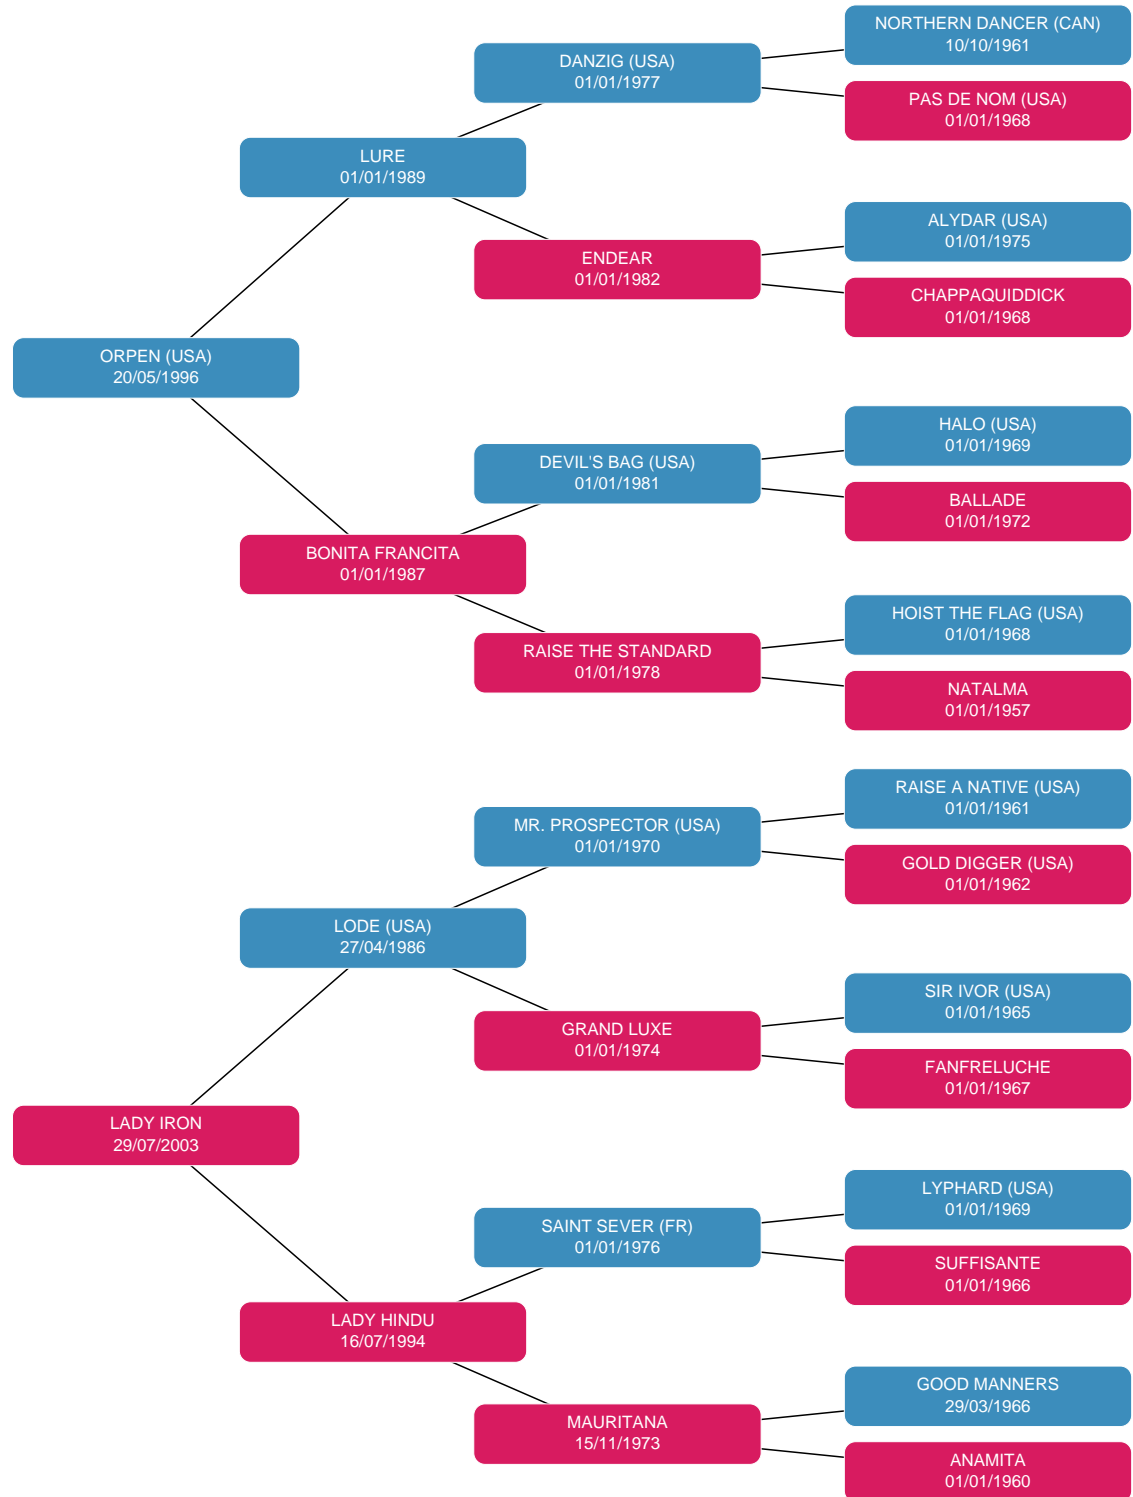 NORTHERN DANCER (CAN)
10/10/1961
DANZIG (USA)
01/01/1977
PAS DE NOM (USA)
01/01/1968
LURE
01/01/1989
ALYDAR (USA)
01/01/1975
ENDEAR
01/01/1982
CHAPPAQUIDDICK
01/01/1968
ORPEN (USA)
20/05/1996
HALO (USA)
01/01/1969
DEVIL'S BAG (USA)
01/01/1981
BALLADE
01/01/1972
BONITA FRANCITA
01/01/1987
HOIST THE FLAG (USA)
01/01/1968
RAISE THE STANDARD
01/01/1978
NATALMA
01/01/1957
RAISE A NATIVE (USA)
01/01/1961
MR. PROSPECTOR (USA)
01/01/1970
GOLD DIGGER (USA)
01/01/1962
LODE (USA)
27/04/1986
SIR IVOR (USA)
01/01/1965
GRAND LUXE
01/01/1974
FANFRELUCHE
01/01/1967
LADY IRON
29/07/2003
LYPHARD (USA)
01/01/1969
SAINT SEVER (FR)
01/01/1976
SUFFISANTE
01/01/1966
LADY HINDU
16/07/1994
GOOD MANNERS
29/03/1966
MAURITANA
15/11/1973
ANAMITA
01/01/1960